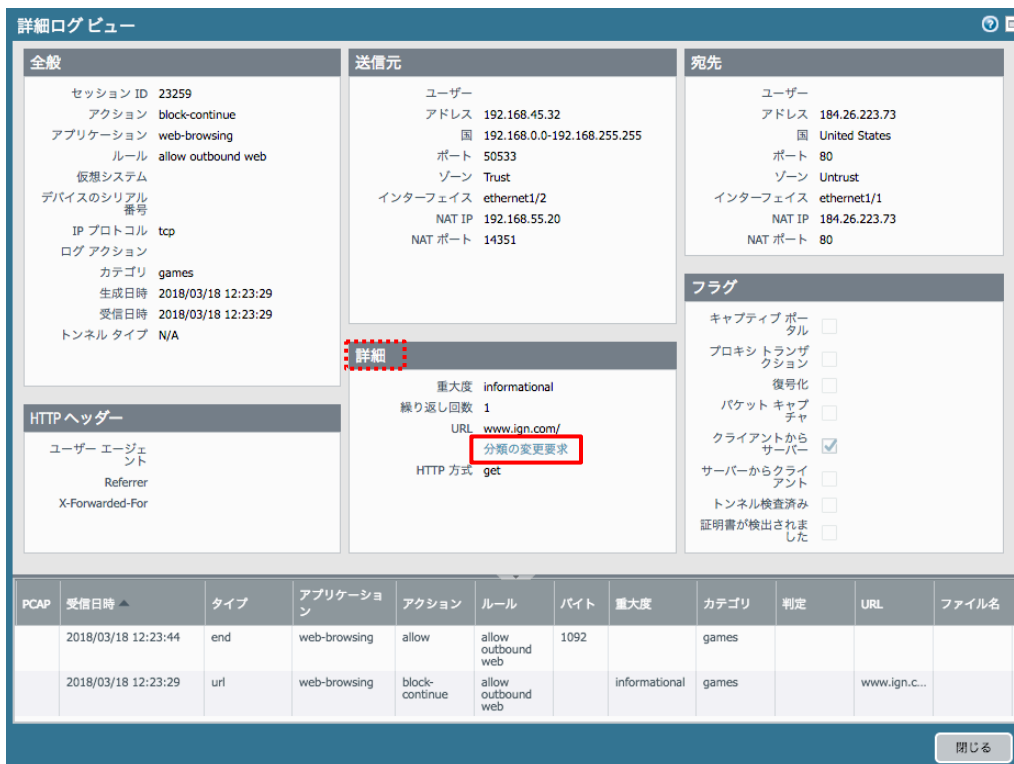 詳細ログ ビュー
全般
セッション ID 23259
アクション block-continue
アプリケーション web-browsing
ルール allow outbound web
仮想システム
デバイスのシリアル
番号
IP プロトコル tcp
ログ アクション
カテゴリ games
生成日時 2018/03/18 12:23:29
受信日時 2018/03/18 12:23:29
トンネル タイプ N/A
HTTP ヘッダー
ユーザー エージェ
ント
Referrer
X-Forwarded-For
送信元
ユーザー
アドレス 192.168.45.32
国 192.168.0.0-192.168.255.255
ポート 50533
ゾーン Trust
インターフェイス ethernet1/2
NAT IP 192.168.55.20
NAT ポート 14351
詳細
重大度 informational
繰り返し回数 1
URL www.ign.com/
分類の変更要求
HTTP 方式 get
宛先
ユーザー
アドレス 184.26.223.73
国 United States
ポート 80
ゾーン Untrust
インターフェイス ethernet1/1
NAT IP 184.26.223.73
NAT ポート 80
フラグ
キャプティブ ポー
タル
プロキシ トランザ
クション
復号化
パケット キャプ
チャ
クライアントから
サーバー
サーバーからクライ
アント
トンネル検査済み
証明書が検出されま
した
PCAP 受信日時 タイプ アプリケーショ
ン アクション ルール バイト 重大度 カテゴリ 判定 URL ファイル名
2018/03/18 12:23:44 end web-browsing allow allow
outbound
web 1092 games
2018/03/18 12:23:29 url web-browsing block-
continue allow
outbound
web informational games www.ign.c...
閉じる